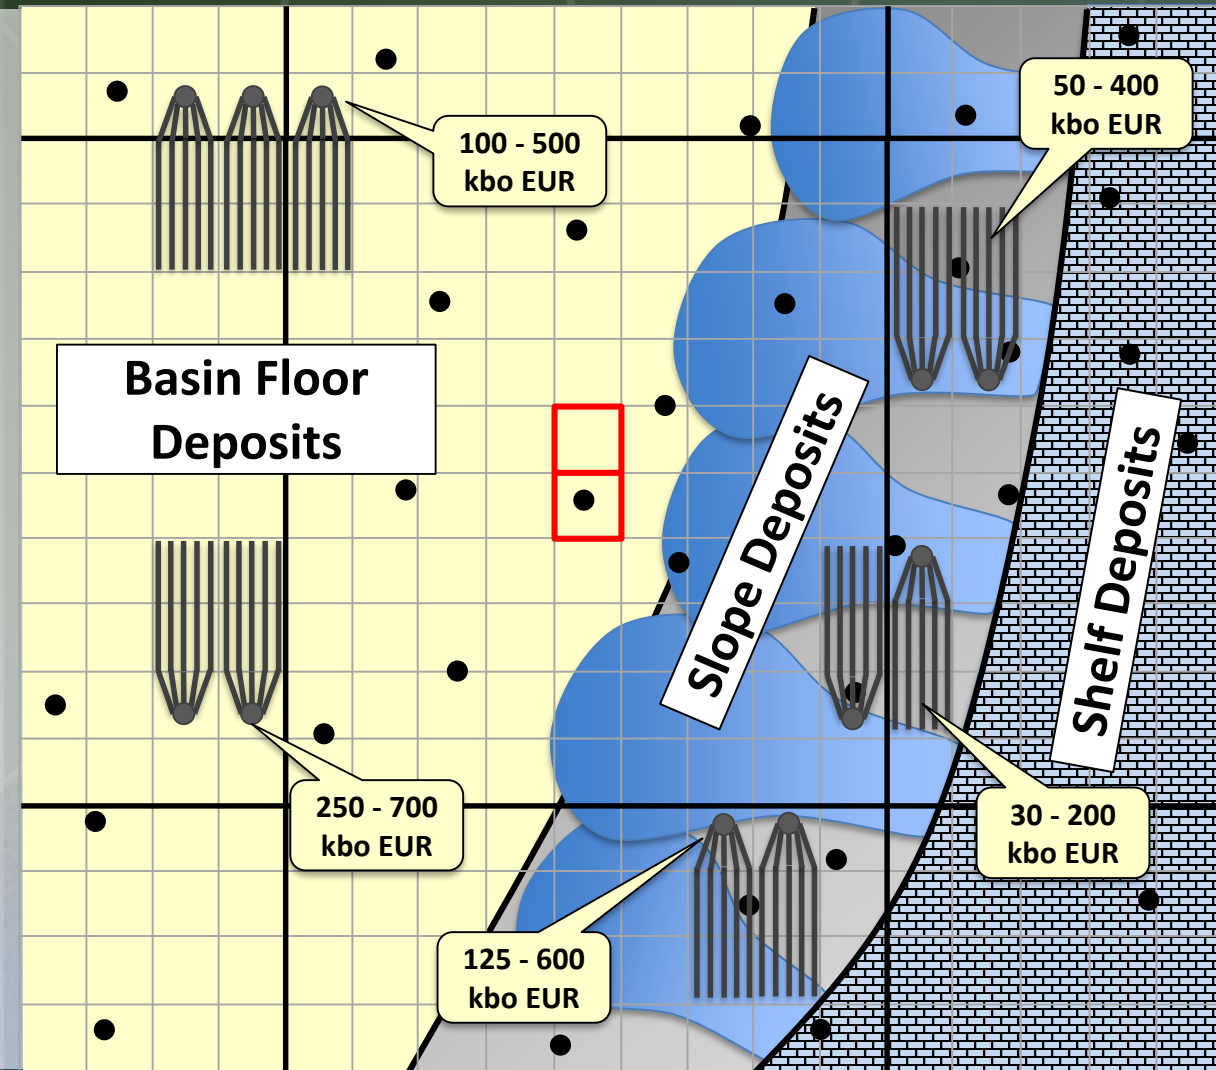 50 - 400
kbo EUR
100 - 500
kbo EUR
Basin Floor
Deposits
Slope Deposits
Shelf Deposits
250 - 700
kbo EUR
30 - 200
kbo EUR
125 - 600
kbo EUR